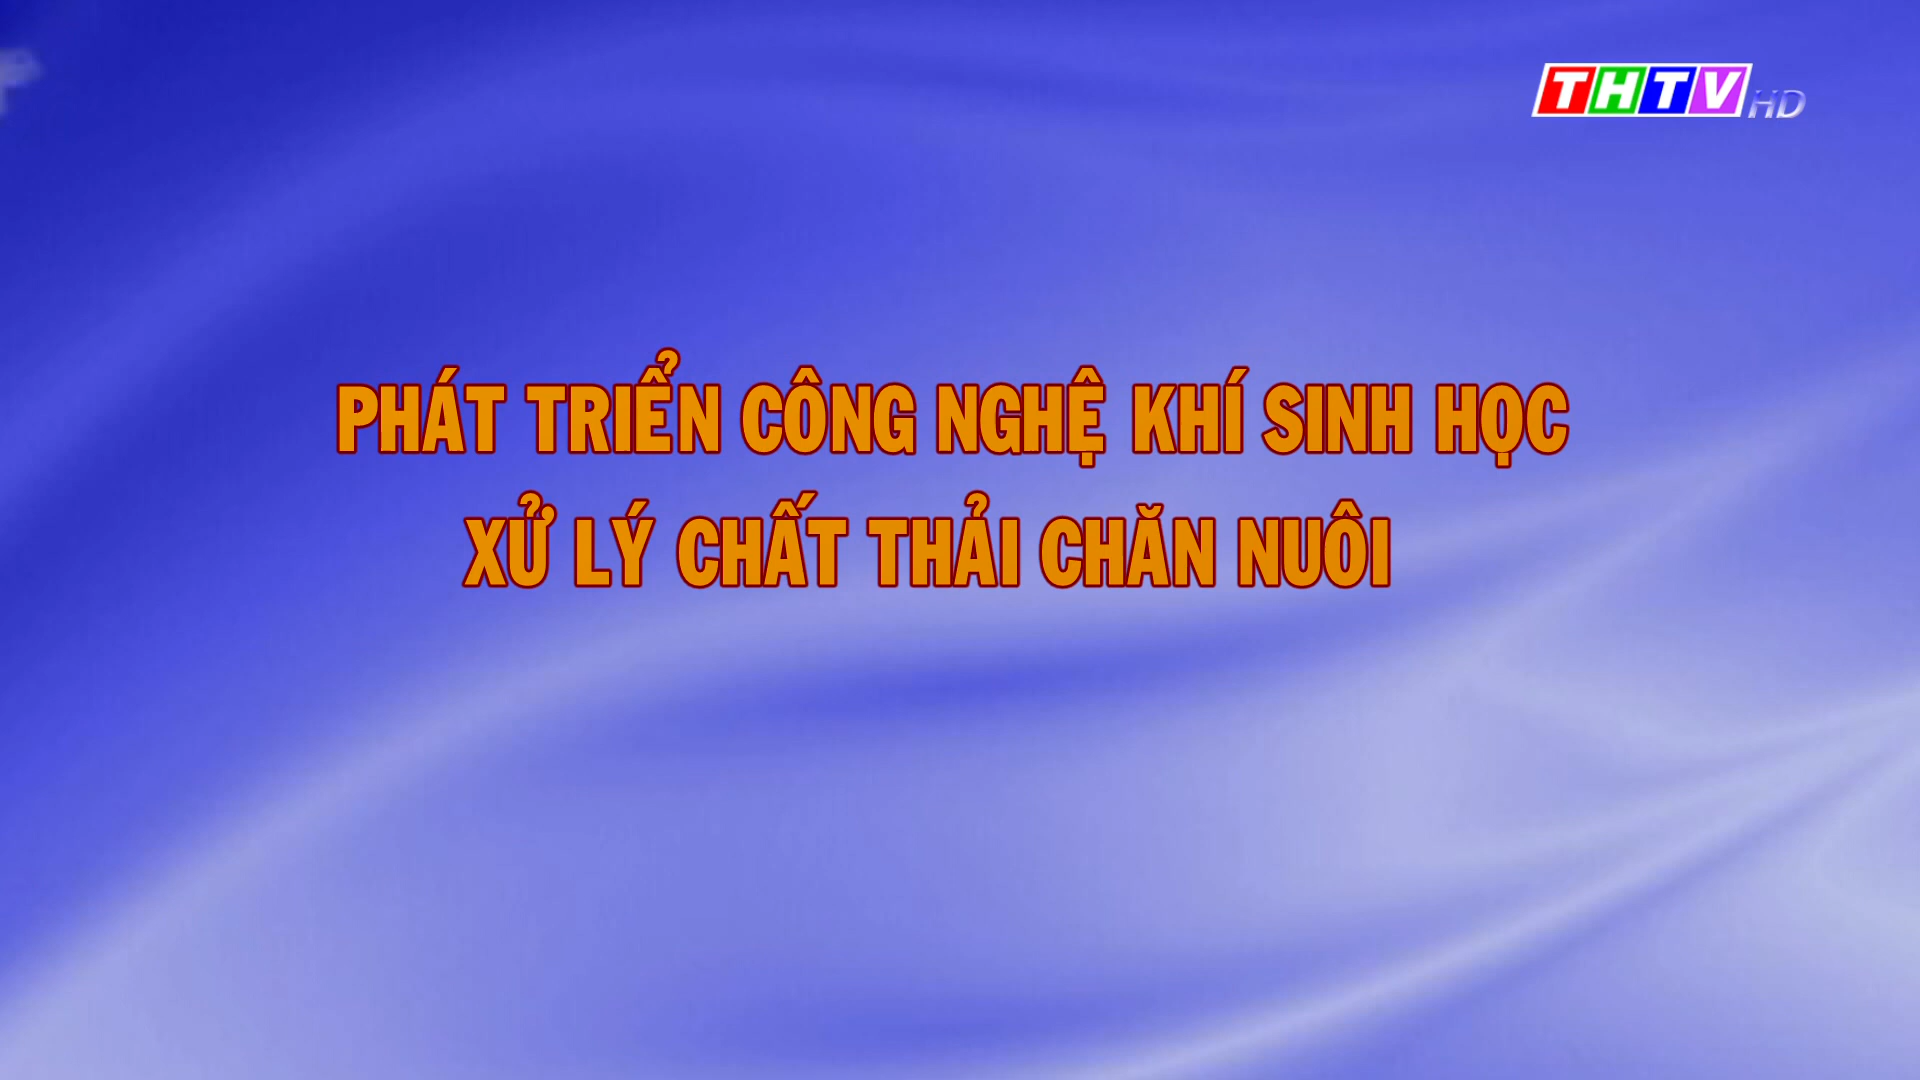 THTV HD
PHÁT TRIỂN CÔNG NGHỆ KHÍ SINH HỌC
XỬ LÝ CHẤT THẢI CHĂN NUÔI